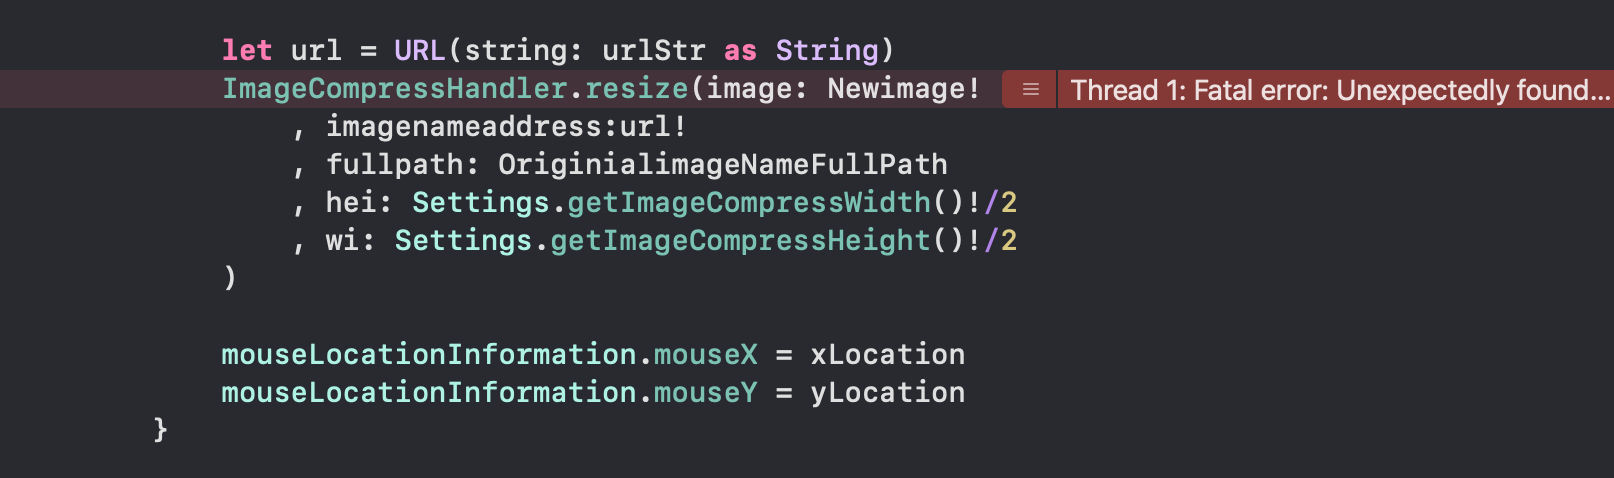 let url = URL(string: urlStr as String)
ImageCompressHandler.resize(image: Newimage! Thread 1: Fatal error: Unexpectedly found...
, imagenameaddress:url!
, fullpath: OriginialimageNameFullPath
, hei: Settings.getImageCompressWidth()!/2
, wi: Settings.getImageCompressHeight()!/2
)
mouseLocationInformation.mouseX = xLocation
mouseLocationInformation.mouseY = yLocation
}